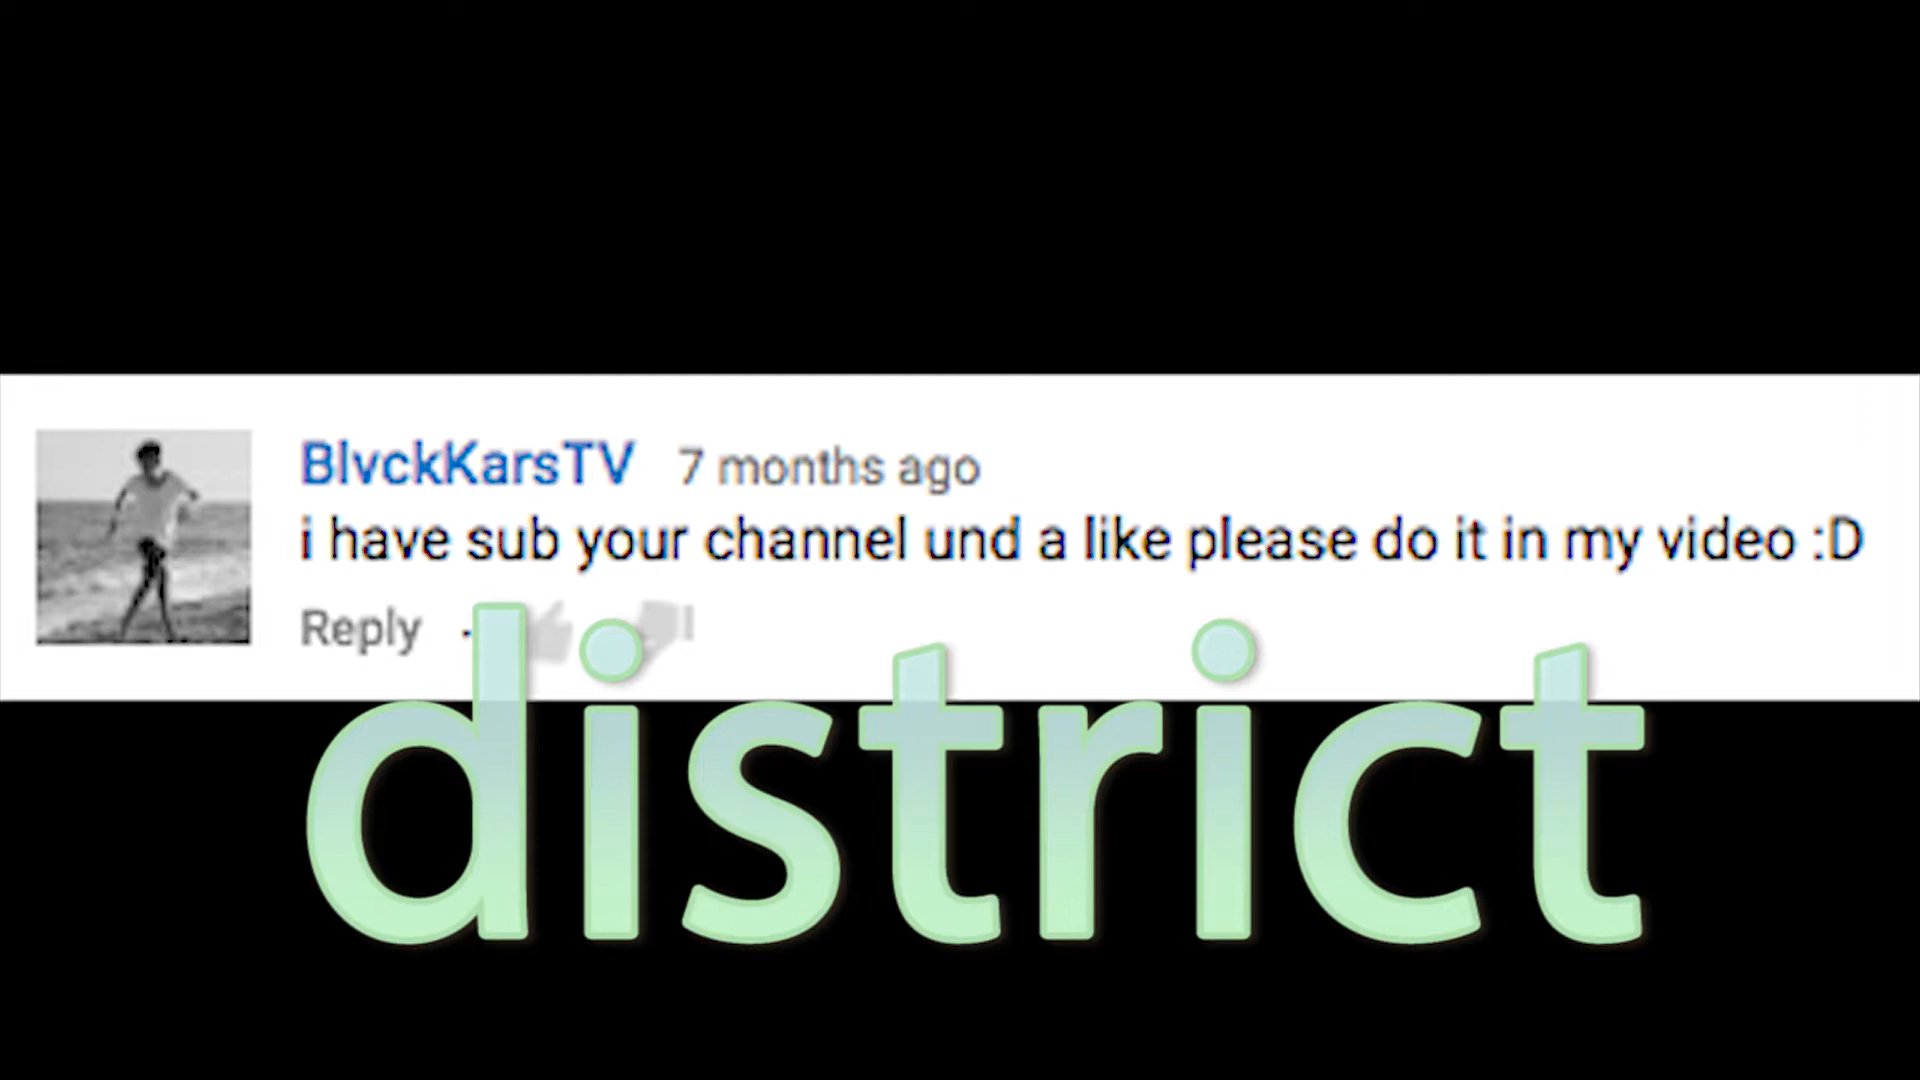 BlvckKarsTV 7 months ago
i have sub your channel und a like please do it in my video :D
Reply ·
district